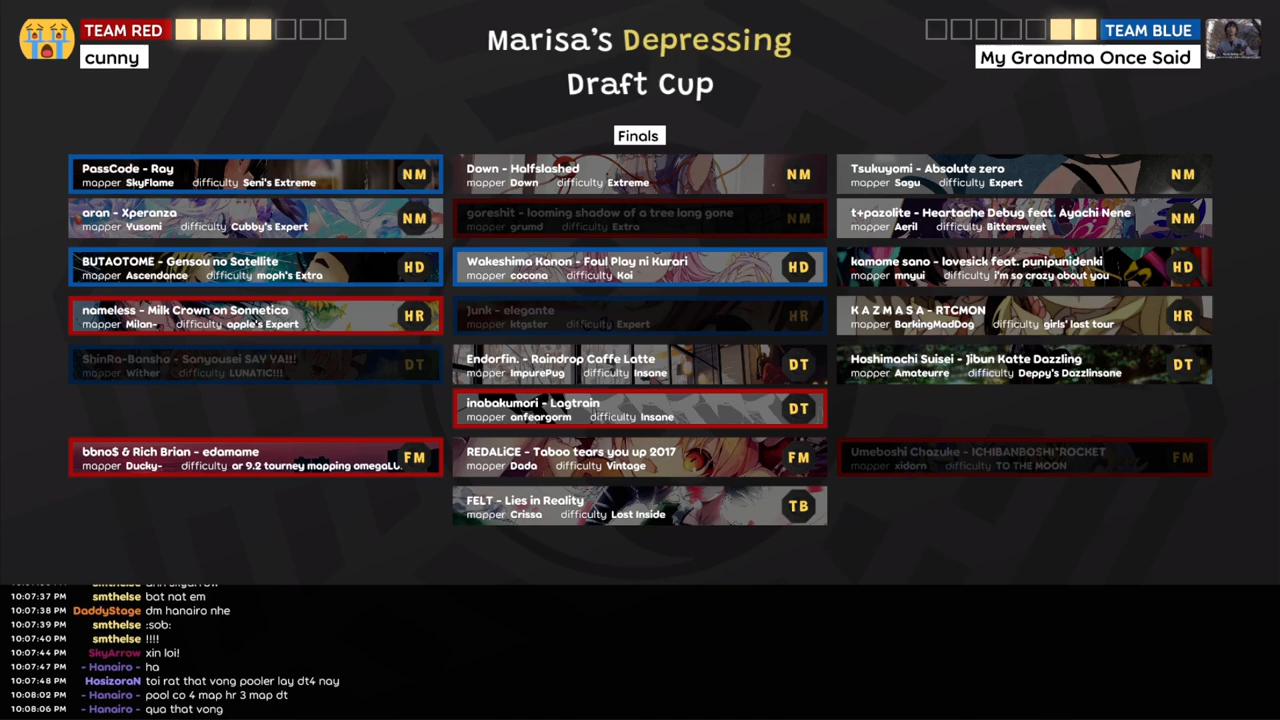 TEAM RED
cunny
Marisa's Depressing
Draft Cup
TEAM BLUE
My Grandma Once Said
Finals
PassCode - Ray
mapper SkyFlame difficulty Seni's Extreme
NM
Down - Halfslashed
mapper Down difficulty Extreme
NM
Tsukuyomi - Absolute zero
mapper Sagu difficulty Expert
NM
aran - Xperanza
mapper Yusomi difficulty Cubby's Expert
NM
goreshit - looming shadow of a tree long gone
mapper grumd difficulty Extra
NM
t+pazolite - Heartache Debug feat. Ayachi Nene
mapper Aeril difficulty Bittersweet
NM
BUTAOTOME - Gensou no Satellite
mapper Ascendance difficulty moph's Extra
HD
Wakeshima Kanon - Foul Play ni Kurari
mapper cocona difficulty Koi
HD
kamome sano - lovesick feat. punipunidenki
mapper mnyui difficulty i'm so crazy about you
HD
nameless - Milk Crown on Sonnetica
mapper Milan- difficulty apple's Expert
HR
Junk - elegante
mapper ktgster difficulty Expert
HR
K A Z M A S A - RTCMON
mapper BarkingMadDog difficulty girls' last tour
HR
ShinRa-Bansho - Sanyousei SAY YA!!!
mapper Wither difficulty LUNATIC!!!
DT
Endorfin. - Raindrop Caffe Latte
mapper ImpurePug difficulty Insane
DT
Hoshimachi Suisei - Jibun Katte Dazzling
mapper Amateurre difficulty Deppy's Dazzlinsane
DT
inabakumori - Lagtrain
mapper anfeargorm difficulty Insane
DT
bbno$ & Rich Brian - edamame
mapper Ducky- difficulty ar 9.2 tourney mapping omegaLU.
FM
REDALiCE - Taboo tears you up 2017
mapper Dada difficulty Vintage
FM
Umeboshi Chazuke - ICHIBANBOSHI*ROCKET
mapper xidorn difficulty TO THE MOON
FM
FELT - Lies in Reality
mapper Crissa difficulty Lost Inside
TB
10:07:37 PM smthelse bat nat em
10:07:38 PM DaddyStage dm hanairo nhe
10:07:39 PM smthelse :sob:
10:07:40 PM smthelse !!!!
10:07:44 PM SkyArrow xin loi!
10:07:47 PM - Hanairo - ha
10:07:48 PM HosizoraN toi rat that vong pooler lay dt4 nay
10:08:02 PM - Hanairo - pool co 4 map hr 3 map dt
10:08:06 PM - Hanairo - qua that vong